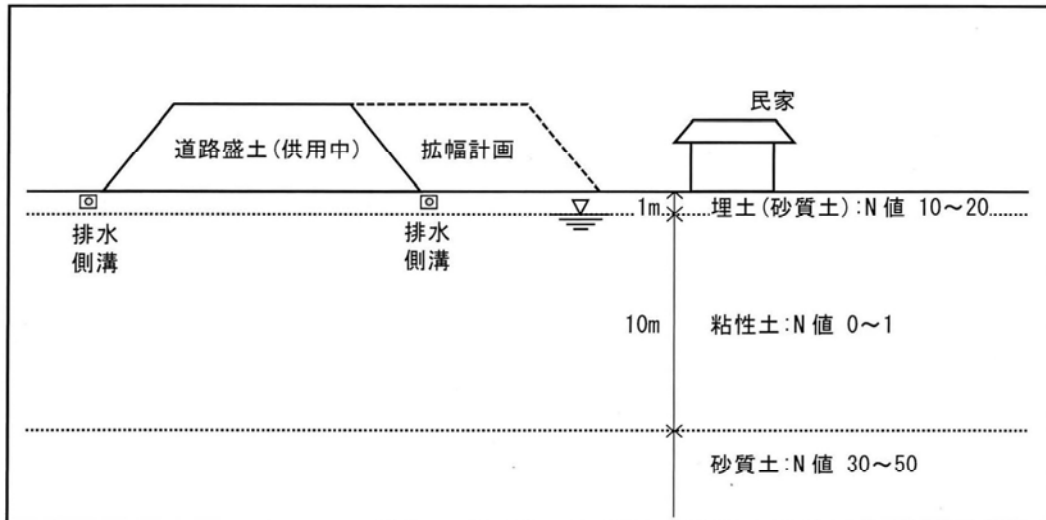 民家
道路盛土(供用中)
拡幅計画
1m
埋土(砂質土):N値 10～20
排水
側溝
排水
側溝
10m
粘性土:N値 0～1
砂質土:N値 30～50